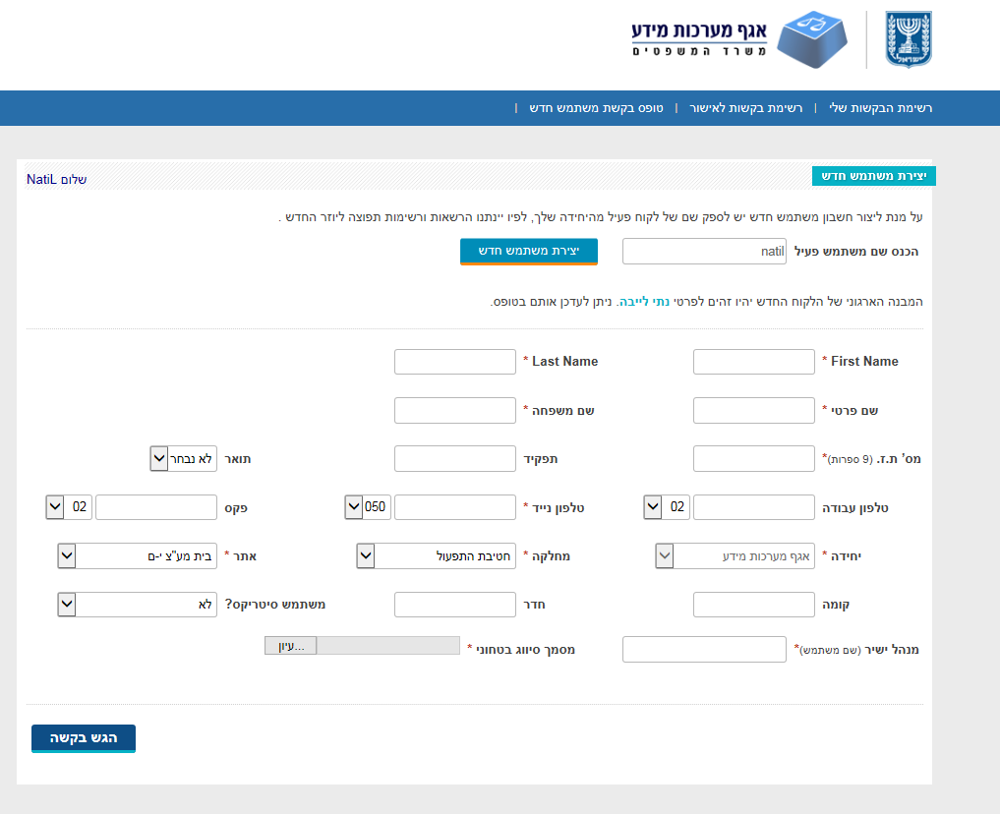 אגף מערכות מידע
משרד המשפטים
רשימת הבקשות שלי | רשימת בקשות לאישור | טופס בקשת משתמש חדש |
יצירת משתמש חדש
שלום NatiL
על מנת ליצור חשבון משתמש חדש יש לספק שם של לקוח פעיל מהיחידה שלך, לפיו יינתנו הרשאות ורשימות תפוצה ליוזר החדש .
הכנס שם משתמש פעיל natil יצירת משתמש חדש
המבנה הארגוני של הלקוח החדש יהיו זהים לפרטי נתי לייבה. ניתן לעדכן אותם בטופס.
First Name * Last Name *
שם פרטי * שם משפחה *
מס' ת.ז. (9 ספרות)* תפקיד תואר לא נבחר
טלפון עבודה 02 טלפון נייד * 050 פקס 02
יחידה * אגף מערכות מידע מחלקה * חטיבת התפעול אתר * בית מע"צ י-ם
קומה חדר משתמש סיטריקס? לא
מנהל ישיר (שם משתמש)* מסמך סיווג בטחוני * עיון...
הגש בקשה